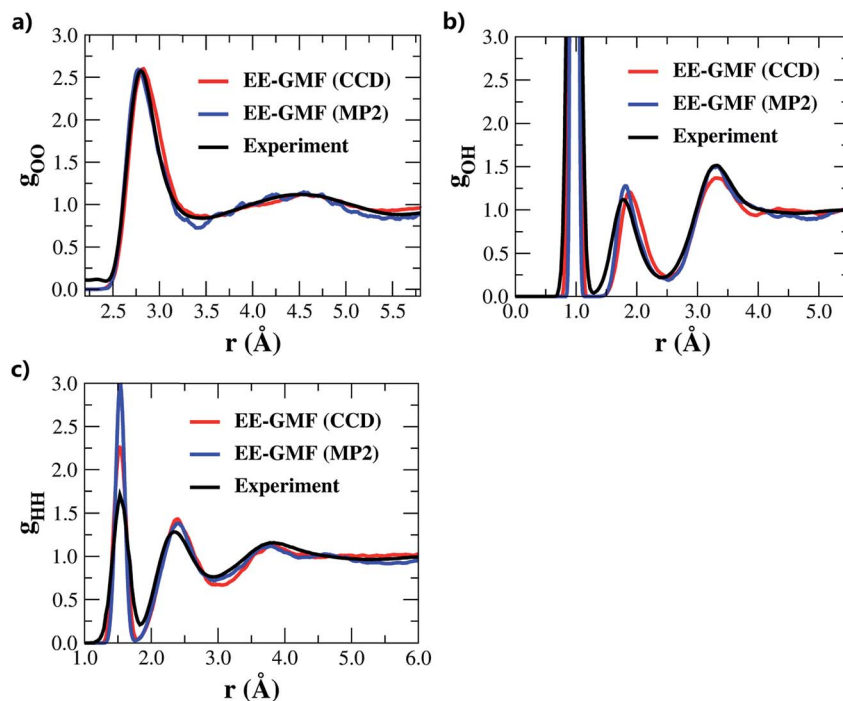 a)
3.0
2.5
2.0
1.5
1.0
0.5
0.0
g_OO
EE-GMF (CCD)
EE-GMF (MP2)
Experiment
2.5 3.0 3.5 4.0 4.5 5.0 5.5
r (Å)
b)
3.0
2.5
2.0
1.5
1.0
0.5
0.0
g_OH
EE-GMF (CCD)
EE-GMF (MP2)
Experiment
0.0 1.0 2.0 3.0 4.0 5.0
r (Å)
c)
3.0
2.5
2.0
1.5
1.0
0.5
0.0
g_HH
EE-GMF (CCD)
EE-GMF (MP2)
Experiment
1.0 2.0 3.0 4.0 5.0 6.0
r (Å)